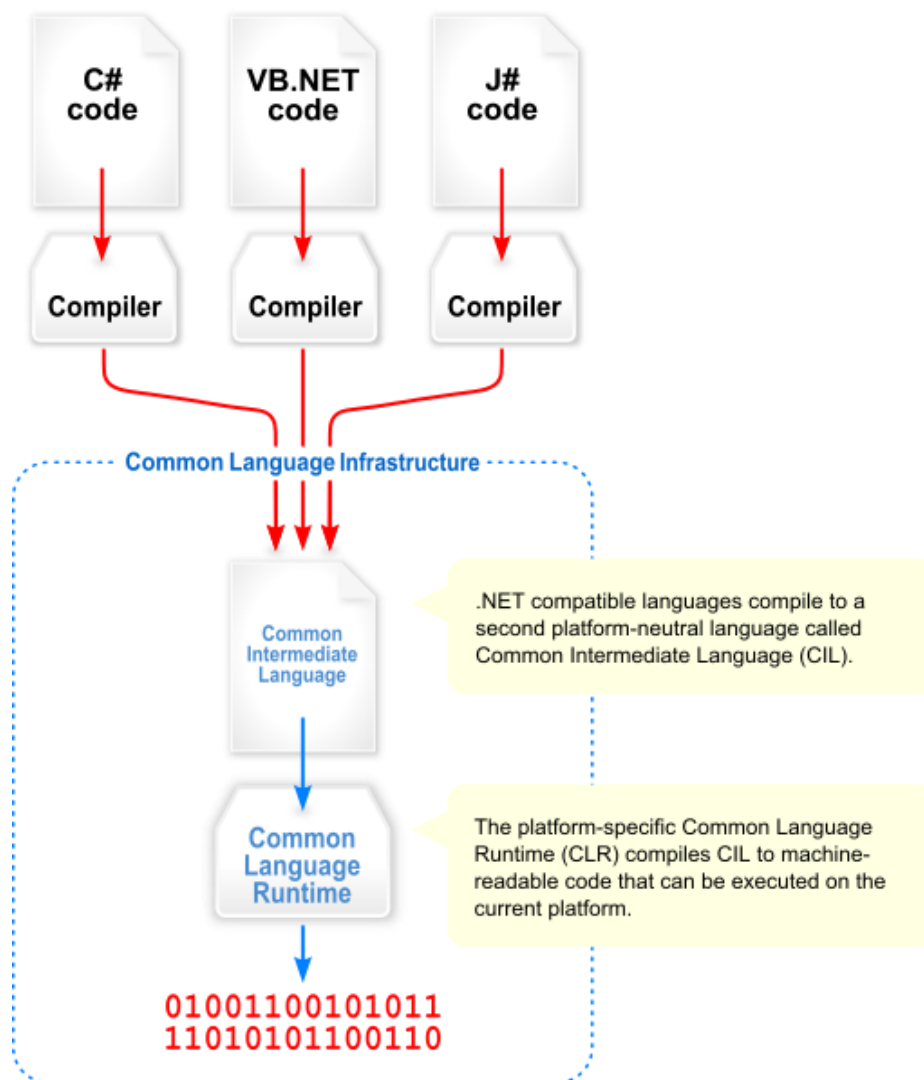 C#
code
VB.NET
code
J#
code
Compiler
Compiler
Compiler
Common Language Infrastructure
Common
Intermediate
Language
.NET compatible languages compile to a
second platform-neutral language called
Common Intermediate Language (CIL).
Common
Language
Runtime
The platform-specific Common Language
Runtime (CLR) compiles CIL to machine-
readable code that can be executed on the
current platform.
01001100101011
11010101100110